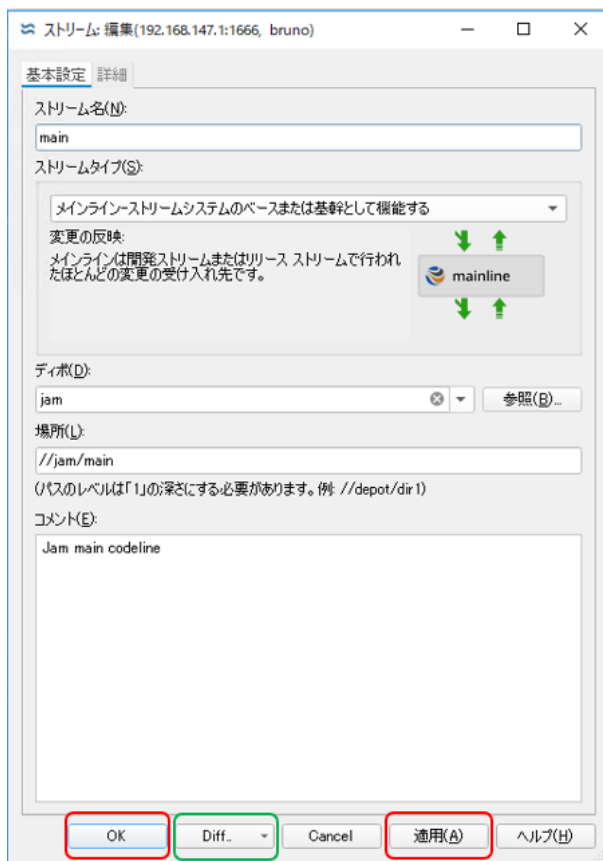 ストリーム: 編集(192.168.147.1:1666, bruno)
基本設定 詳細
ストリーム名(N):
main
ストリームタイプ(S):
メインライン-ストリームシステムのベースまたは基幹として機能する
変更の反映:
メインラインは開発ストリームまたはリリース ストリームで行われ
たほとんどの変更の受け入れ先です。
mainline
ディポ(D):
jam
参照(B)...
場所(L):
//jam/main
(パスのレベルは「1」の深さにする必要があります。例: //depot/dir1)
コメント(E):
Jam main codeline
OK Diff.. Cancel 適用(A) ヘルプ(H)